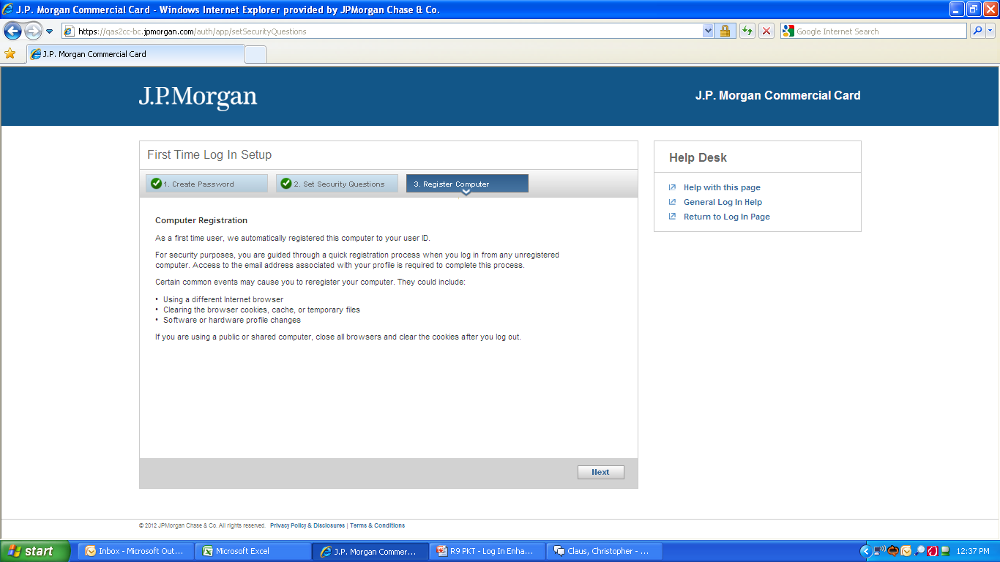 J.P. Morgan Commercial Card - Windows Internet Explorer provided by JPMorgan Chase & Co.
https://qas2cc-bc.jpmorgan.com/auth/app/setSecurityQuestions
Google Internet Search
J.P. Morgan Commercial Card
J.P.Morgan
J.P. Morgan Commercial Card
First Time Log In Setup
1. Create Password
2. Set Security Questions
3. Register Computer
Computer Registration
As a first time user, we automatically registered this computer to your user ID.
For security purposes, you are guided through a quick registration process when you log in from any unregistered
computer. Access to the email address associated with your profile is required to complete this process.
Certain common events may cause you to reregister your computer. They could include:
• Using a different Internet browser
• Clearing the browser cookies, cache, or temporary files
• Software or hardware profile changes
If you are using a public or shared computer, close all browsers and clear the cookies after you log out.
Next
Help Desk
Help with this page
General Log In Help
Return to Log In Page
© 2012 JPMorgan Chase & Co. All rights reserved. Privacy Policy & Disclosures | Terms & Conditions
start
Inbox - Microsoft Out...
Microsoft Excel
J.P. Morgan Commer...
R9 PKT - Log In Enha...
Claus, Christopher - ...
12:37 PM